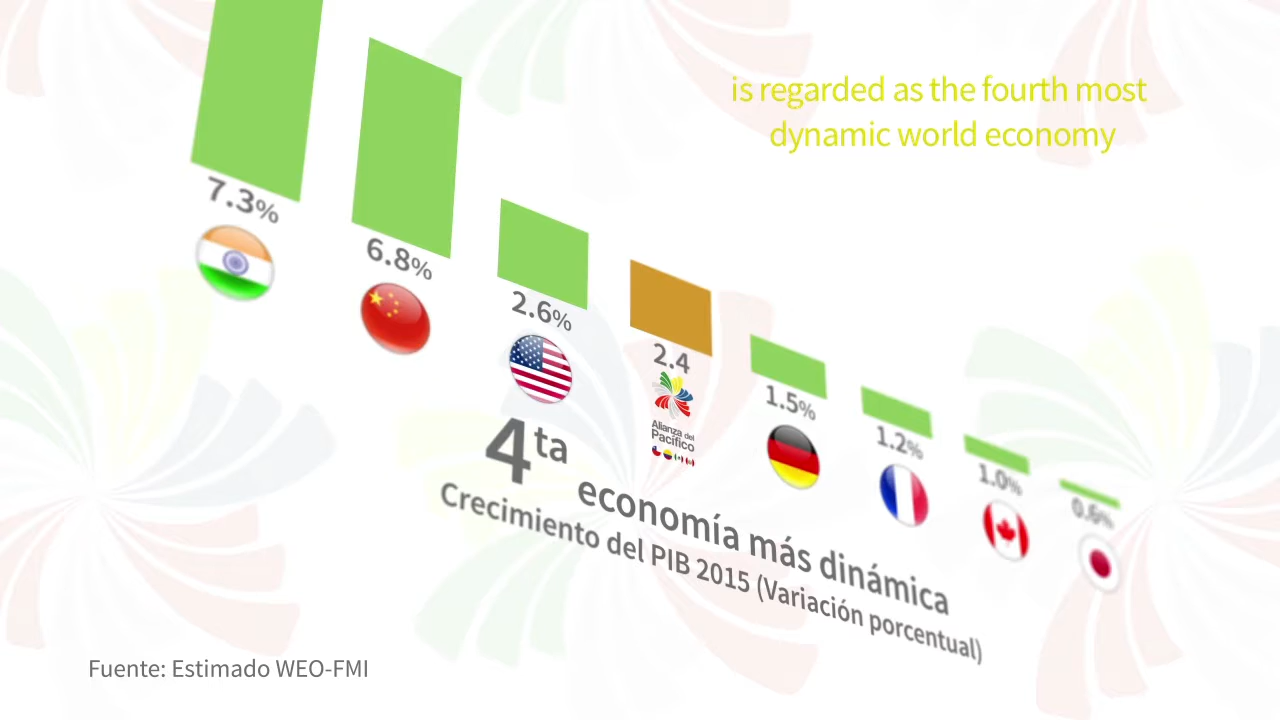 is regarded as the fourth most
dynamic world economy
7.3%
6.8%
2.6%
2.4
Alianza del
Pacífico
1.5%
1.2%
1.0%
0.6%
4ta
economía más dinámica
Crecimiento del PIB 2015 (Variación porcentual)
Fuente: Estimado WEO-FMI